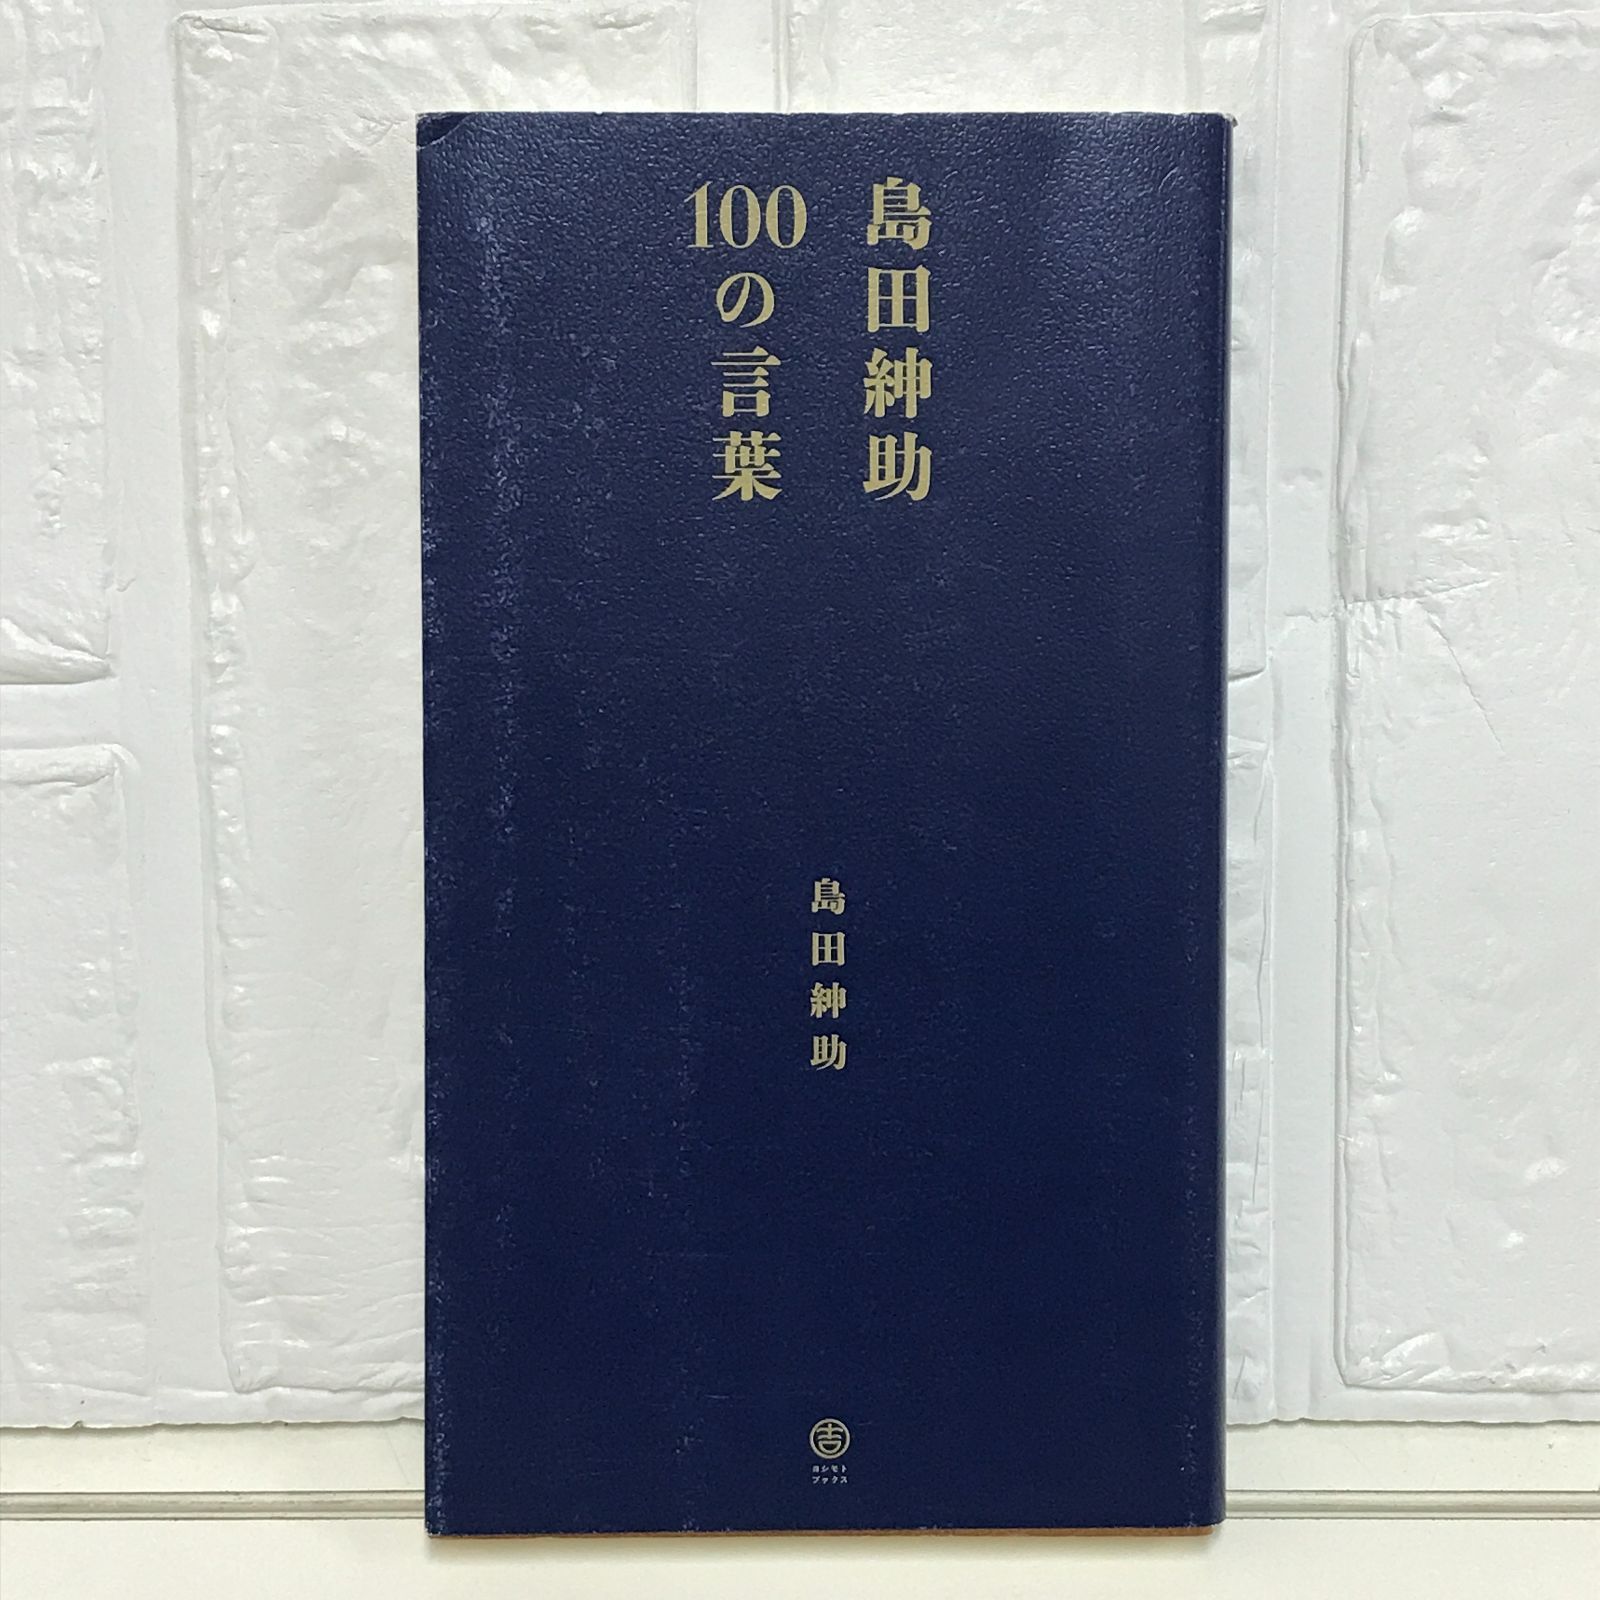 島田紳助
100の言葉
島田紳助
吉
ヨシモト
ブックス